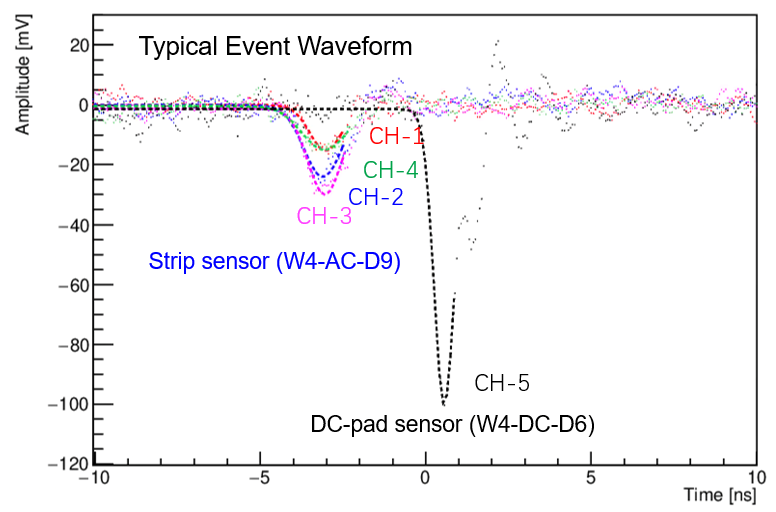 Typical Event Waveform
Amplitude [mV]
20
0
−20
−40
−60
−80
−100
−120
CH-1
CH-4
CH-2
CH-3
Strip sensor (W4-AC-D9)
CH-5
DC-pad sensor (W4-DC-D6)
−10
−5
0
5
10
Time [ns]